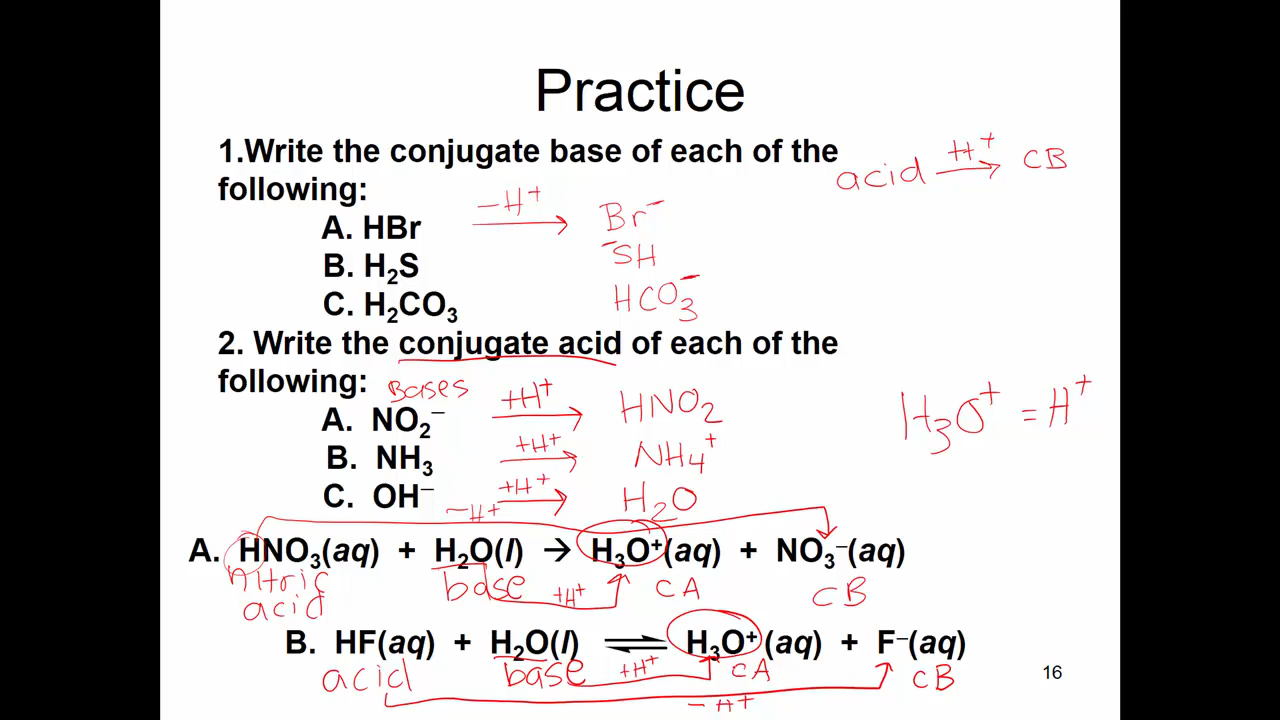 Practice
1.Write the conjugate base of each of the
following:
acid H⁺→ CB
A. HBr −H⁺→ Br⁻
B. H₂S ⁻SH
C. H₂CO₃ HCO₃⁻
2. Write the conjugate acid of each of the
following: Bases
A. NO₂⁻ +H⁺→ HNO₂
H₃O⁺ = H⁺
B. NH₃ +H⁺→ NH₄⁺
C. OH⁻ +H⁺→ H₂O
−H⁺
A. HNO₃(aq) + H₂O(l) → H₃O⁺(aq) + NO₃⁻(aq)
Nitric acid base +H⁺ CA CB
B. HF(aq) + H₂O(l) ⇌ H₃O⁺(aq) + F⁻(aq)
acid base +H⁺ CA CB
−H⁺
16